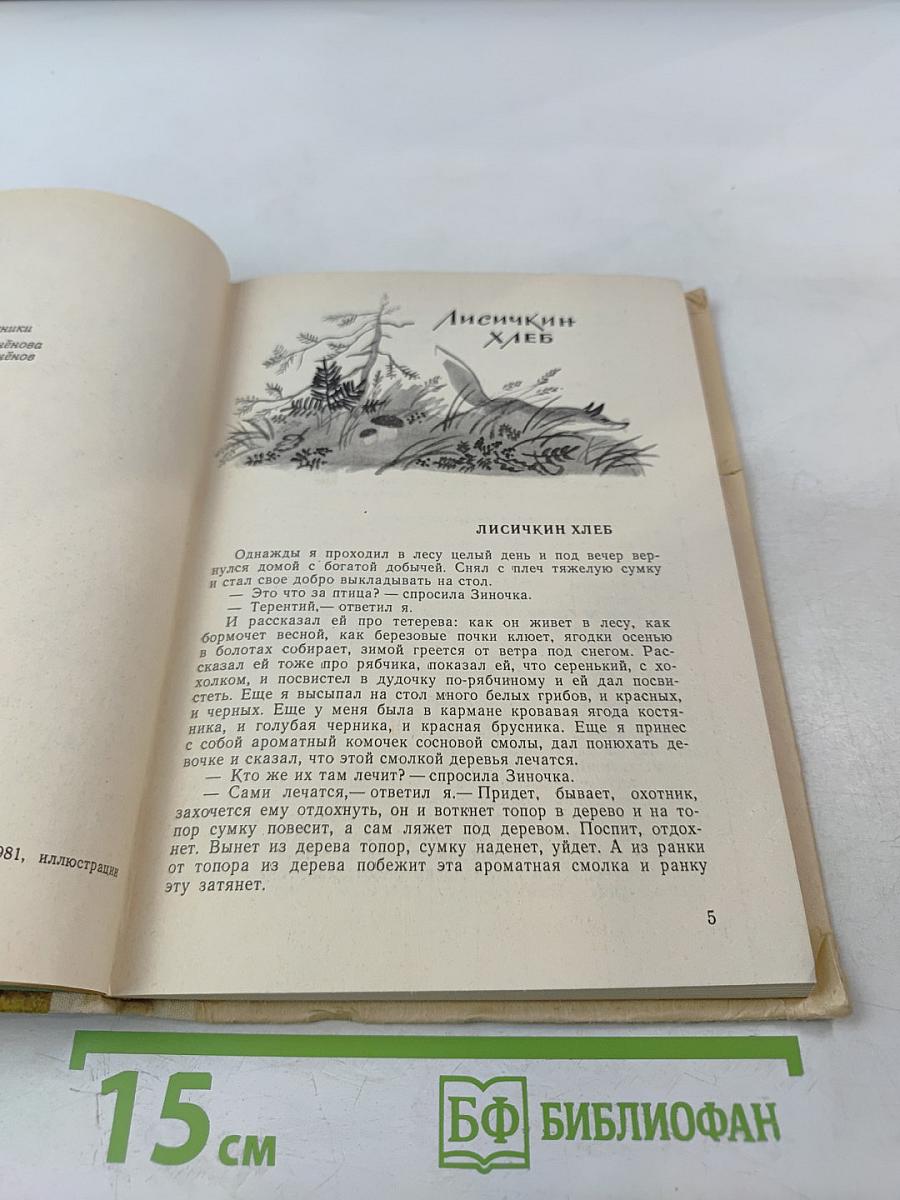 981, иллюстрации
Лисичкин
хлеб
ЛИСИЧКИН ХЛЕБ
Однажды я проходил в лесу целый день и под вечер вер-
нулся домой с богатой добычей. Снял с плеч тяжелую сумку
и стал свое добро выкладывать на стол.
— Это что за птица? — спросила Зиночка.
— Терентий,— ответил я.
И рассказал ей про тетерева: как он живет в лесу, как
бормочет весной, как березовые почки клюет, ягодки осенью
в болотах собирает, зимой греется от ветра под снегом. Рас-
сказал ей тоже про рябчика, показал ей, что серенький, с хо-
холком, и посвистел в дудочку по-рябчиному и ей дал посви-
стеть. Еще я высыпал на стол много белых грибов, и красных,
и черных. Еще у меня была в кармане кровавая ягода костя-
ника, и голубая черника, и красная брусника. Еще я принес
с собой ароматный комочек сосновой смолы, дал понюхать де-
вочке и сказал, что этой смолкой деревья лечатся.
— Кто же их там лечит? — спросила Зиночка.
— Сами лечатся,— ответил я.— Придет, бывает, охотник,
захочется ему отдохнуть, он и воткнет топор в дерево и на то-
пор сумку повесит, а сам ляжет под деревом. Поспит, отдох-
нет. Вынет из дерева топор, сумку наденет, уйдет. А из ранки
от топора из дерева побежит эта ароматная смолка и ранку
эту затянет.
5
15 см
БФ БИБЛИОФАН